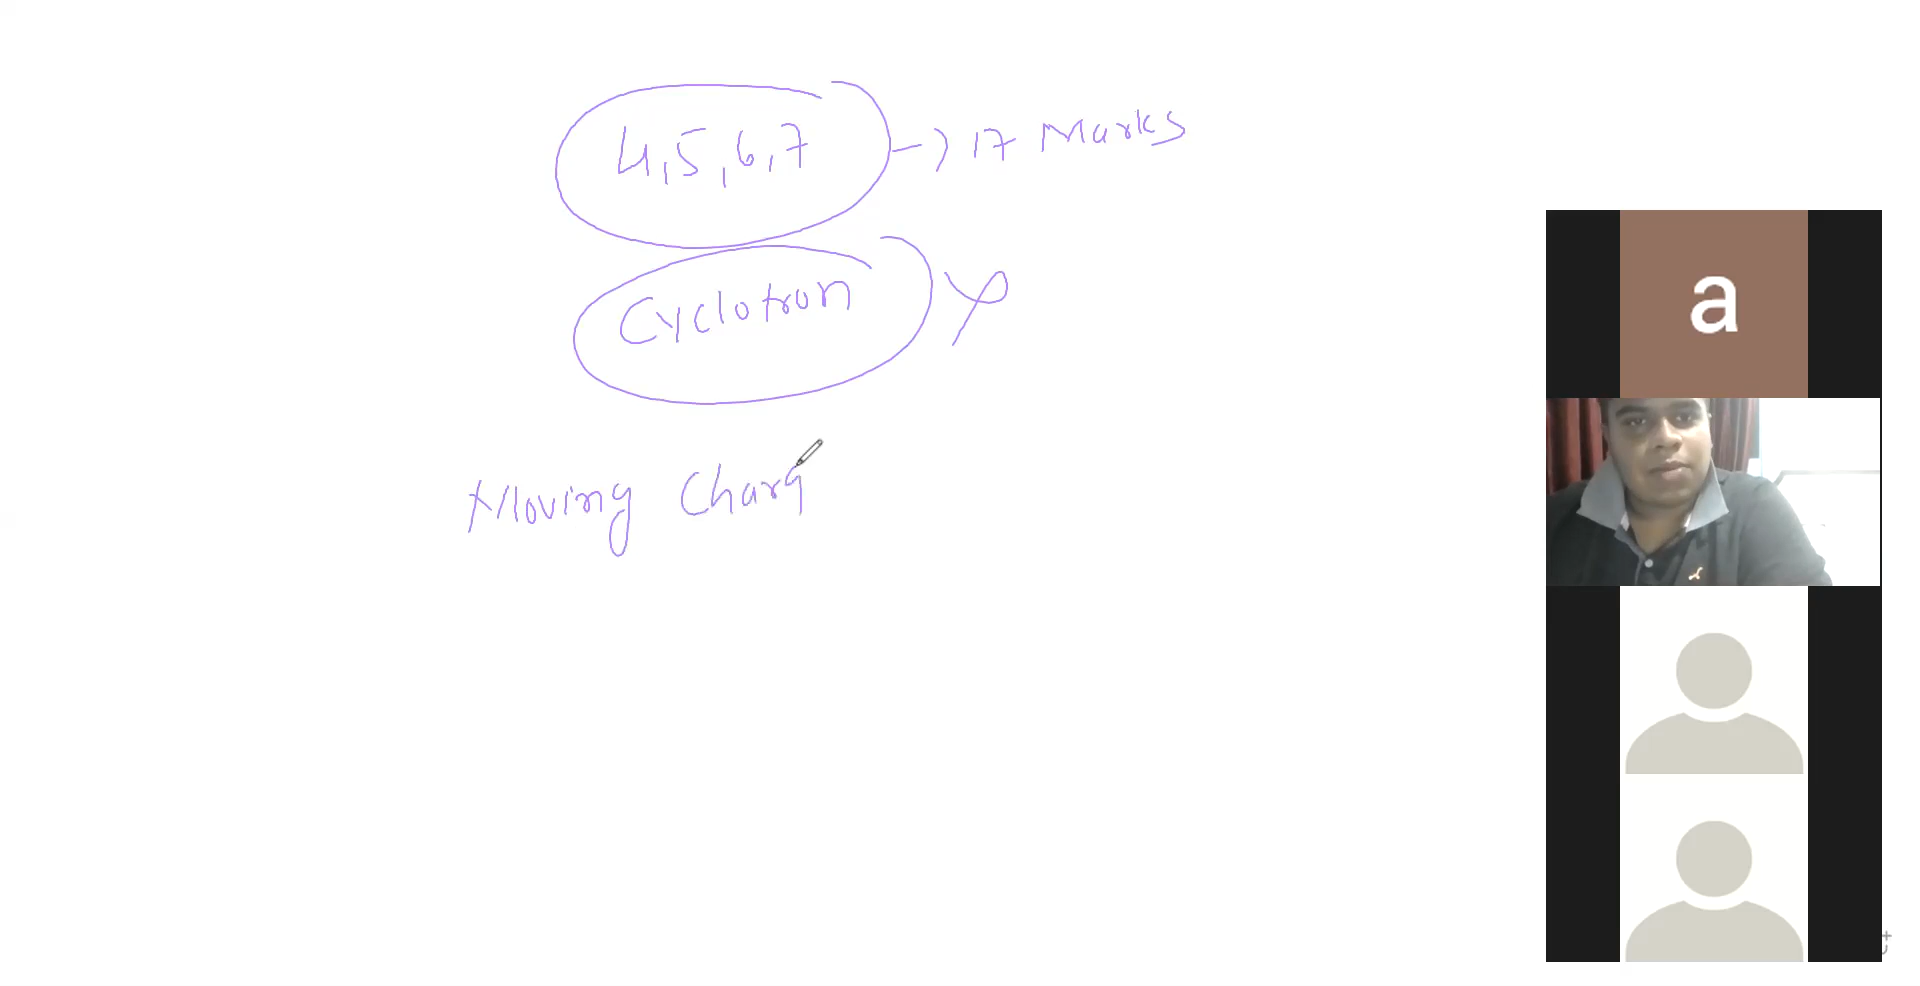 4,5,6,7 → 17 Marks
Cyclotron
Moving Charg
a